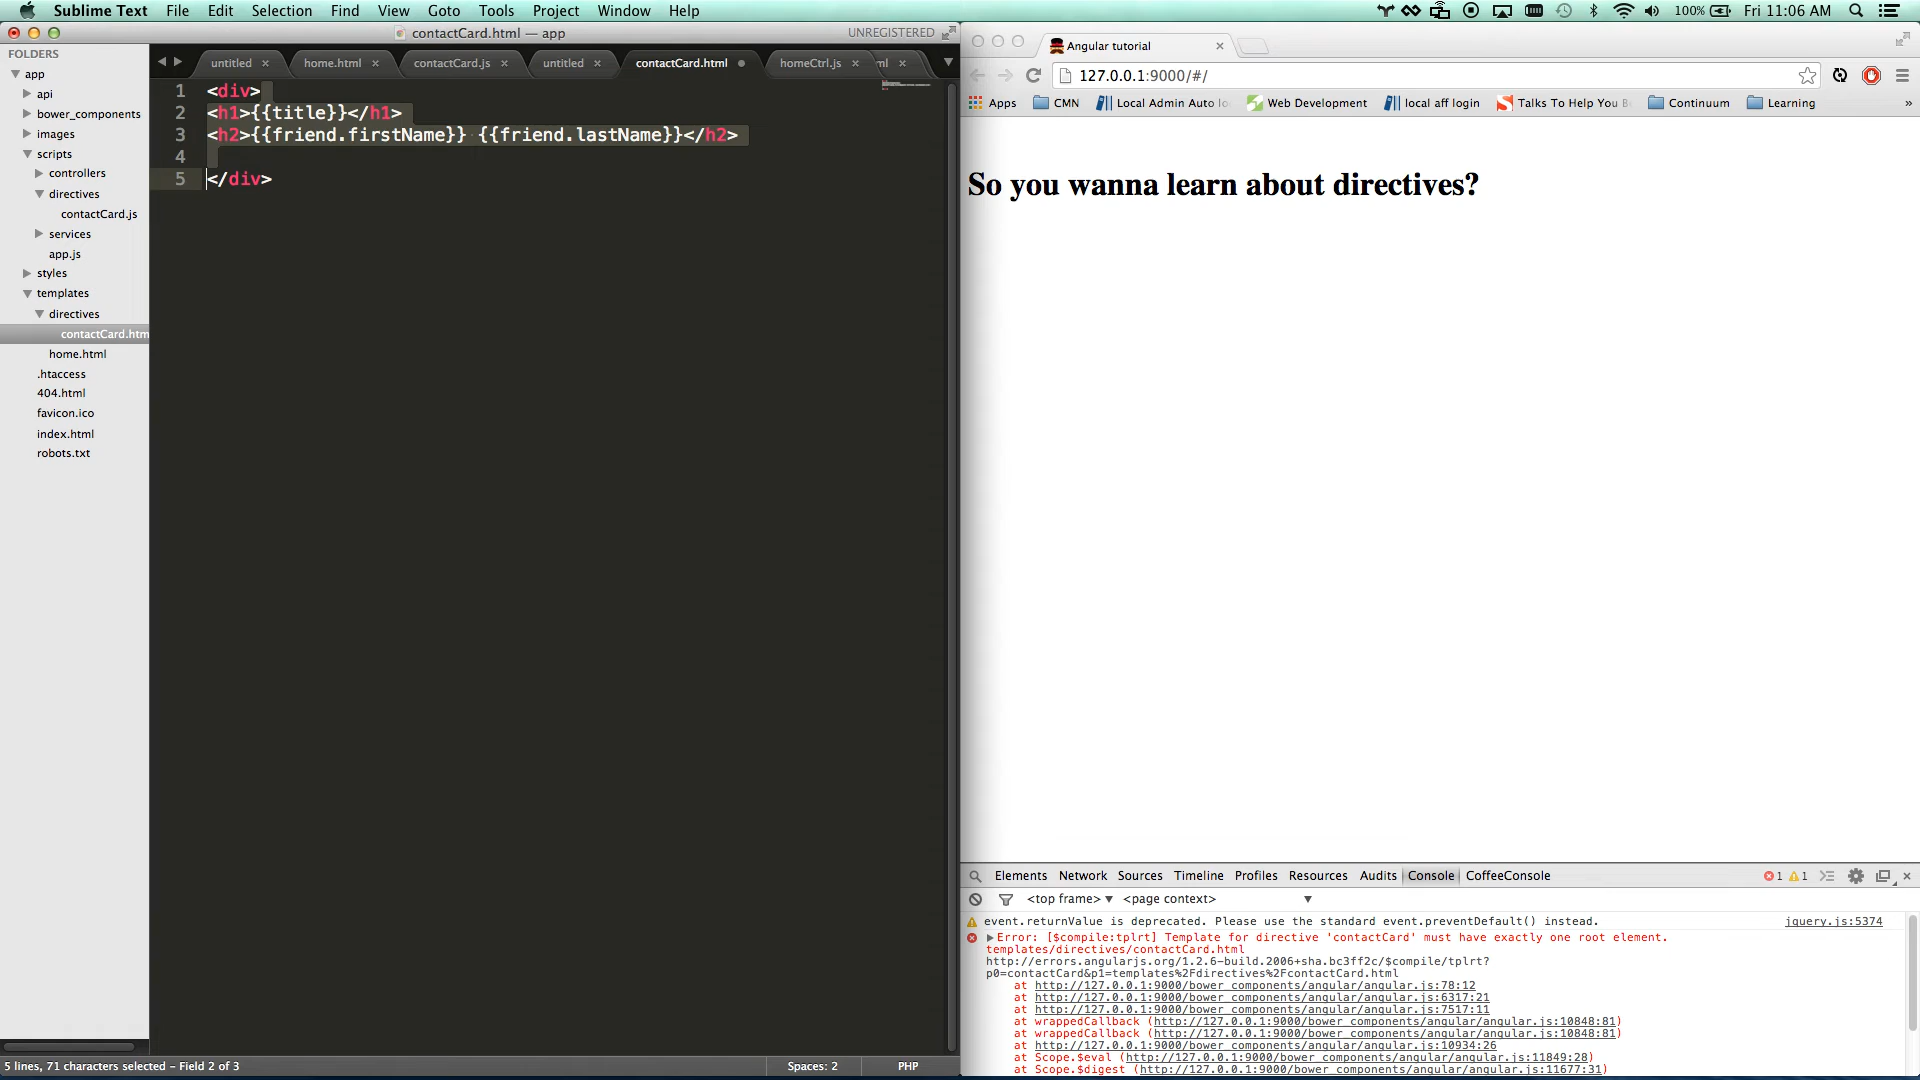 Sublime Text File Edit Selection Find View Goto Tools Project Window Help 100% Fri 11:06 AM
contactCard.html — app UNREGISTERED
FOLDERS
app
api
bower_components
images
scripts
controllers
directives
contactCard.js
services
app.js
styles
templates
directives
contactCard.htm
home.html
.htaccess
404.html
favicon.ico
index.html
robots.txt
untitled × home.html × contactCard.js × untitled × contactCard.html homeCtrl.js × ml ×
1 <div>
2 <h1>{{title}}</h1>
3 <h2>{{friend.firstName}} {{friend.lastName}}</h2>
4
5 </div>
5 lines, 71 characters selected – Field 2 of 3 Spaces: 2 PHP
Angular tutorial ×
127.0.0.1:9000/#/
Apps CMN Local Admin Auto lo Web Development local aff login Talks To Help You B Continuum Learning »
So you wanna learn about directives?
Elements Network Sources Timeline Profiles Resources Audits Console CoffeeConsole 1 1 ×
<top frame> ▼ <page context> ▼
event.returnValue is deprecated. Please use the standard event.preventDefault() instead. jquery.js:5374
Error: [$compile:tplrt] Template for directive 'contactCard' must have exactly one root element.
templates/directives/contactCard.html
http://errors.angularjs.org/1.2.6-build.2006+sha.bc3ff2c/$compile/tplrt?
p0=contactCard&p1=templates%2Fdirectives%2FcontactCard.html
at http://127.0.0.1:9000/bower_components/angular/angular.js:78:12
at http://127.0.0.1:9000/bower_components/angular/angular.js:6317:21
at http://127.0.0.1:9000/bower_components/angular/angular.js:7517:11
at wrappedCallback (http://127.0.0.1:9000/bower_components/angular/angular.js:10848:81)
at wrappedCallback (http://127.0.0.1:9000/bower_components/angular/angular.js:10848:81)
at http://127.0.0.1:9000/bower_components/angular/angular.js:10934:26
at Scope.$eval (http://127.0.0.1:9000/bower_components/angular/angular.js:11849:28)
at Scope.$digest (http://127.0.0.1:9000/bower_components/angular/angular.js:11677:31)